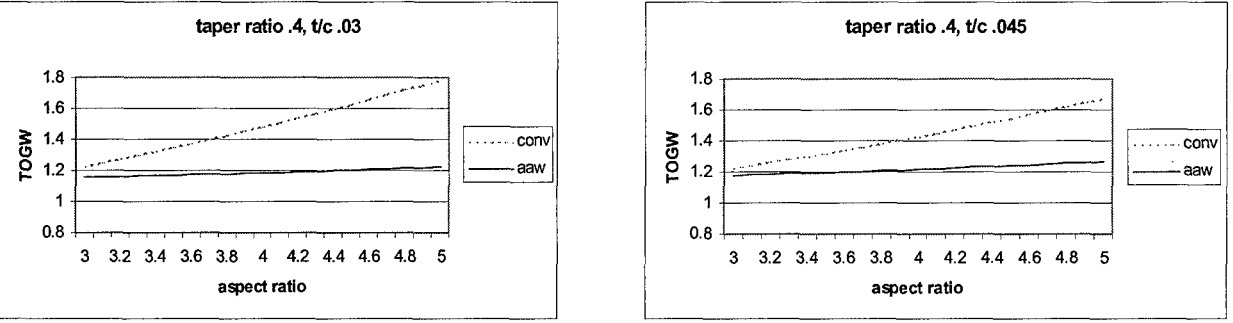 taper ratio .4, t/c .03
1.8
1.6
1.4
1.2
1
0.8
TOGW
3 3.2 3.4 3.6 3.8 4 4.2 4.4 4.6 4.8 5
aspect ratio
conv
aaw
taper ratio .4, t/c .045
1.8
1.6
1.4
1.2
1
0.8
TOGW
3 3.2 3.4 3.6 3.8 4 4.2 4.4 4.6 4.8 5
aspect ratio
conv
aaw